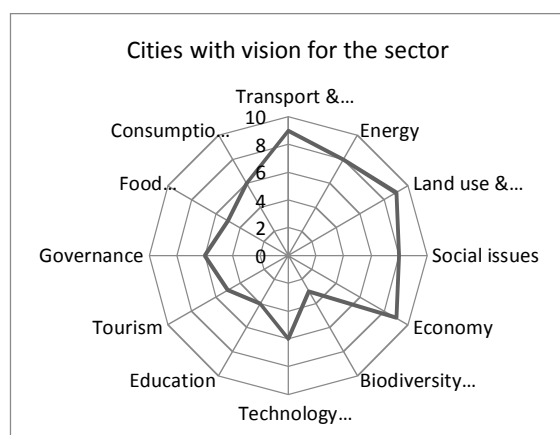 Cities with vision for the sector
Transport &...
Energy
Land use &...
Social issues
Economy
Biodiversity...
Technology...
Education
Tourism
Governance
Food...
Consumptio...
10
8
6
4
2
0